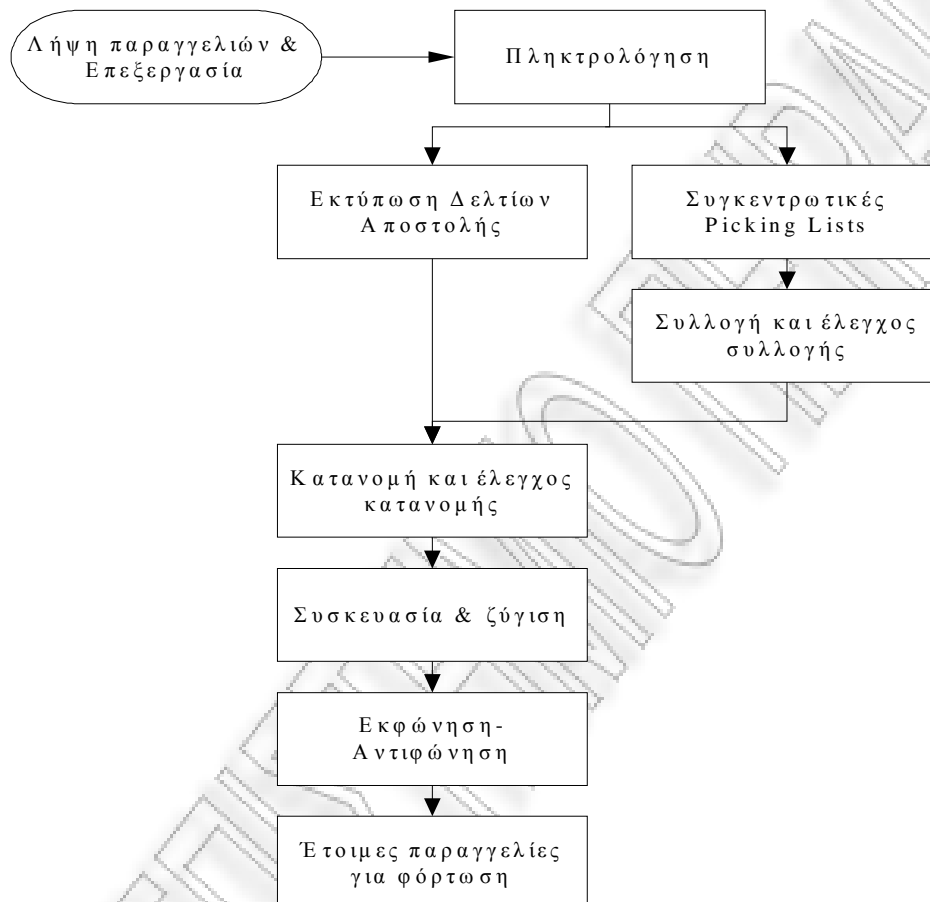 Λήψη παραγγελιών &
Επεξεργασία
Πληκτρολόγηση
Εκτύπωση Δελτίων
Αποστολής
Συγκεντρωτικές
Picking Lists
Συλλογή και έλεγχος
συλλογής
Κατανομή και έλεγχος
κατανομής
Συσκευασία & ζύγιση
Εκφώνηση-
Αντιφώνηση
Έτοιμες παραγγελίες
για φόρτωση